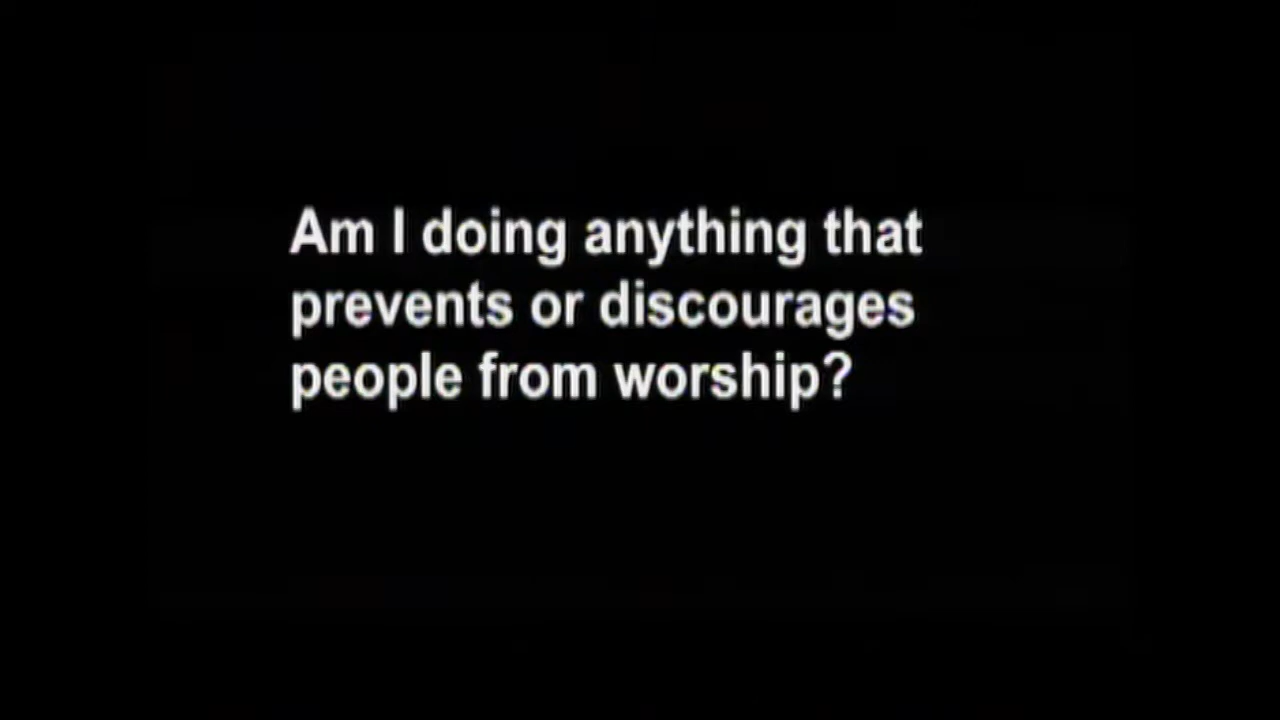 Am I doing anything that
prevents or discourages
people from worship?